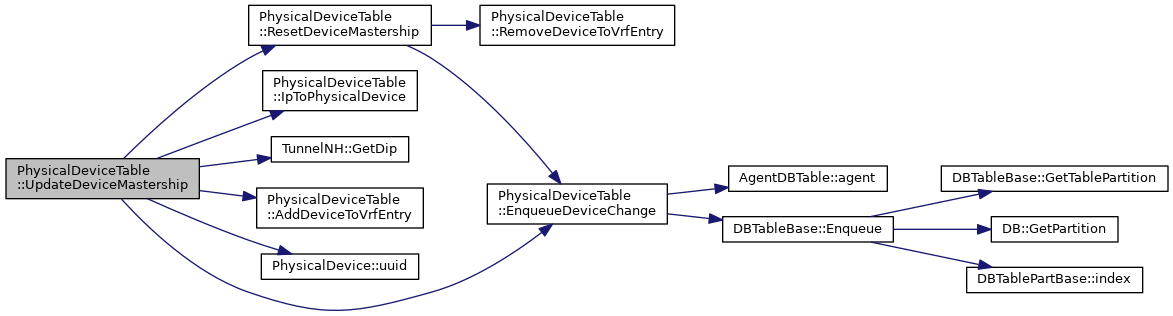 PhysicalDeviceTable
::UpdateDeviceMastership
PhysicalDeviceTable
::ResetDeviceMastership
PhysicalDeviceTable
::RemoveDeviceToVrfEntry
PhysicalDeviceTable
::IpToPhysicalDevice
TunnelNH::GetDip
PhysicalDeviceTable
::AddDeviceToVrfEntry
PhysicalDevice::uuid
PhysicalDeviceTable
::EnqueueDeviceChange
AgentDBTable::agent
DBTableBase::Enqueue
DBTableBase::GetTablePartition
DB::GetPartition
DBTablePartBase::index